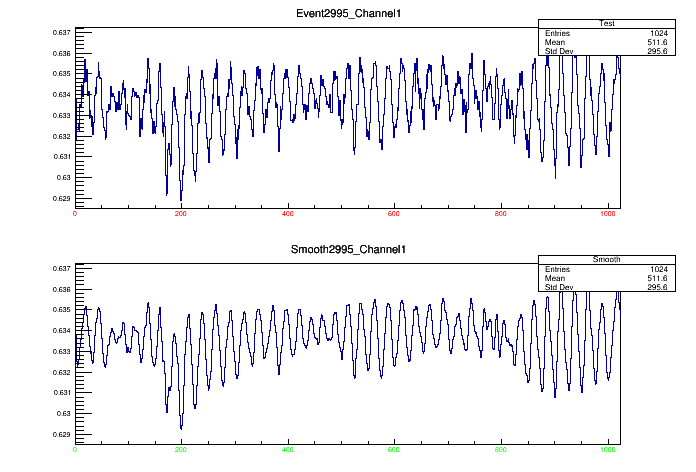 Event2995_Channel1
Test
Entries 1024
Mean 511.6
Std Dev 295.6
0.637
0.636
0.635
0.634
0.633
0.632
0.631
0.63
0.629
0 200 400 600 800 1000
Smooth2995_Channel1
Smooth
Entries 1024
Mean 511.6
Std Dev 295.6
0.637
0.636
0.635
0.634
0.633
0.632
0.631
0.63
0.629
0 200 400 600 800 1000